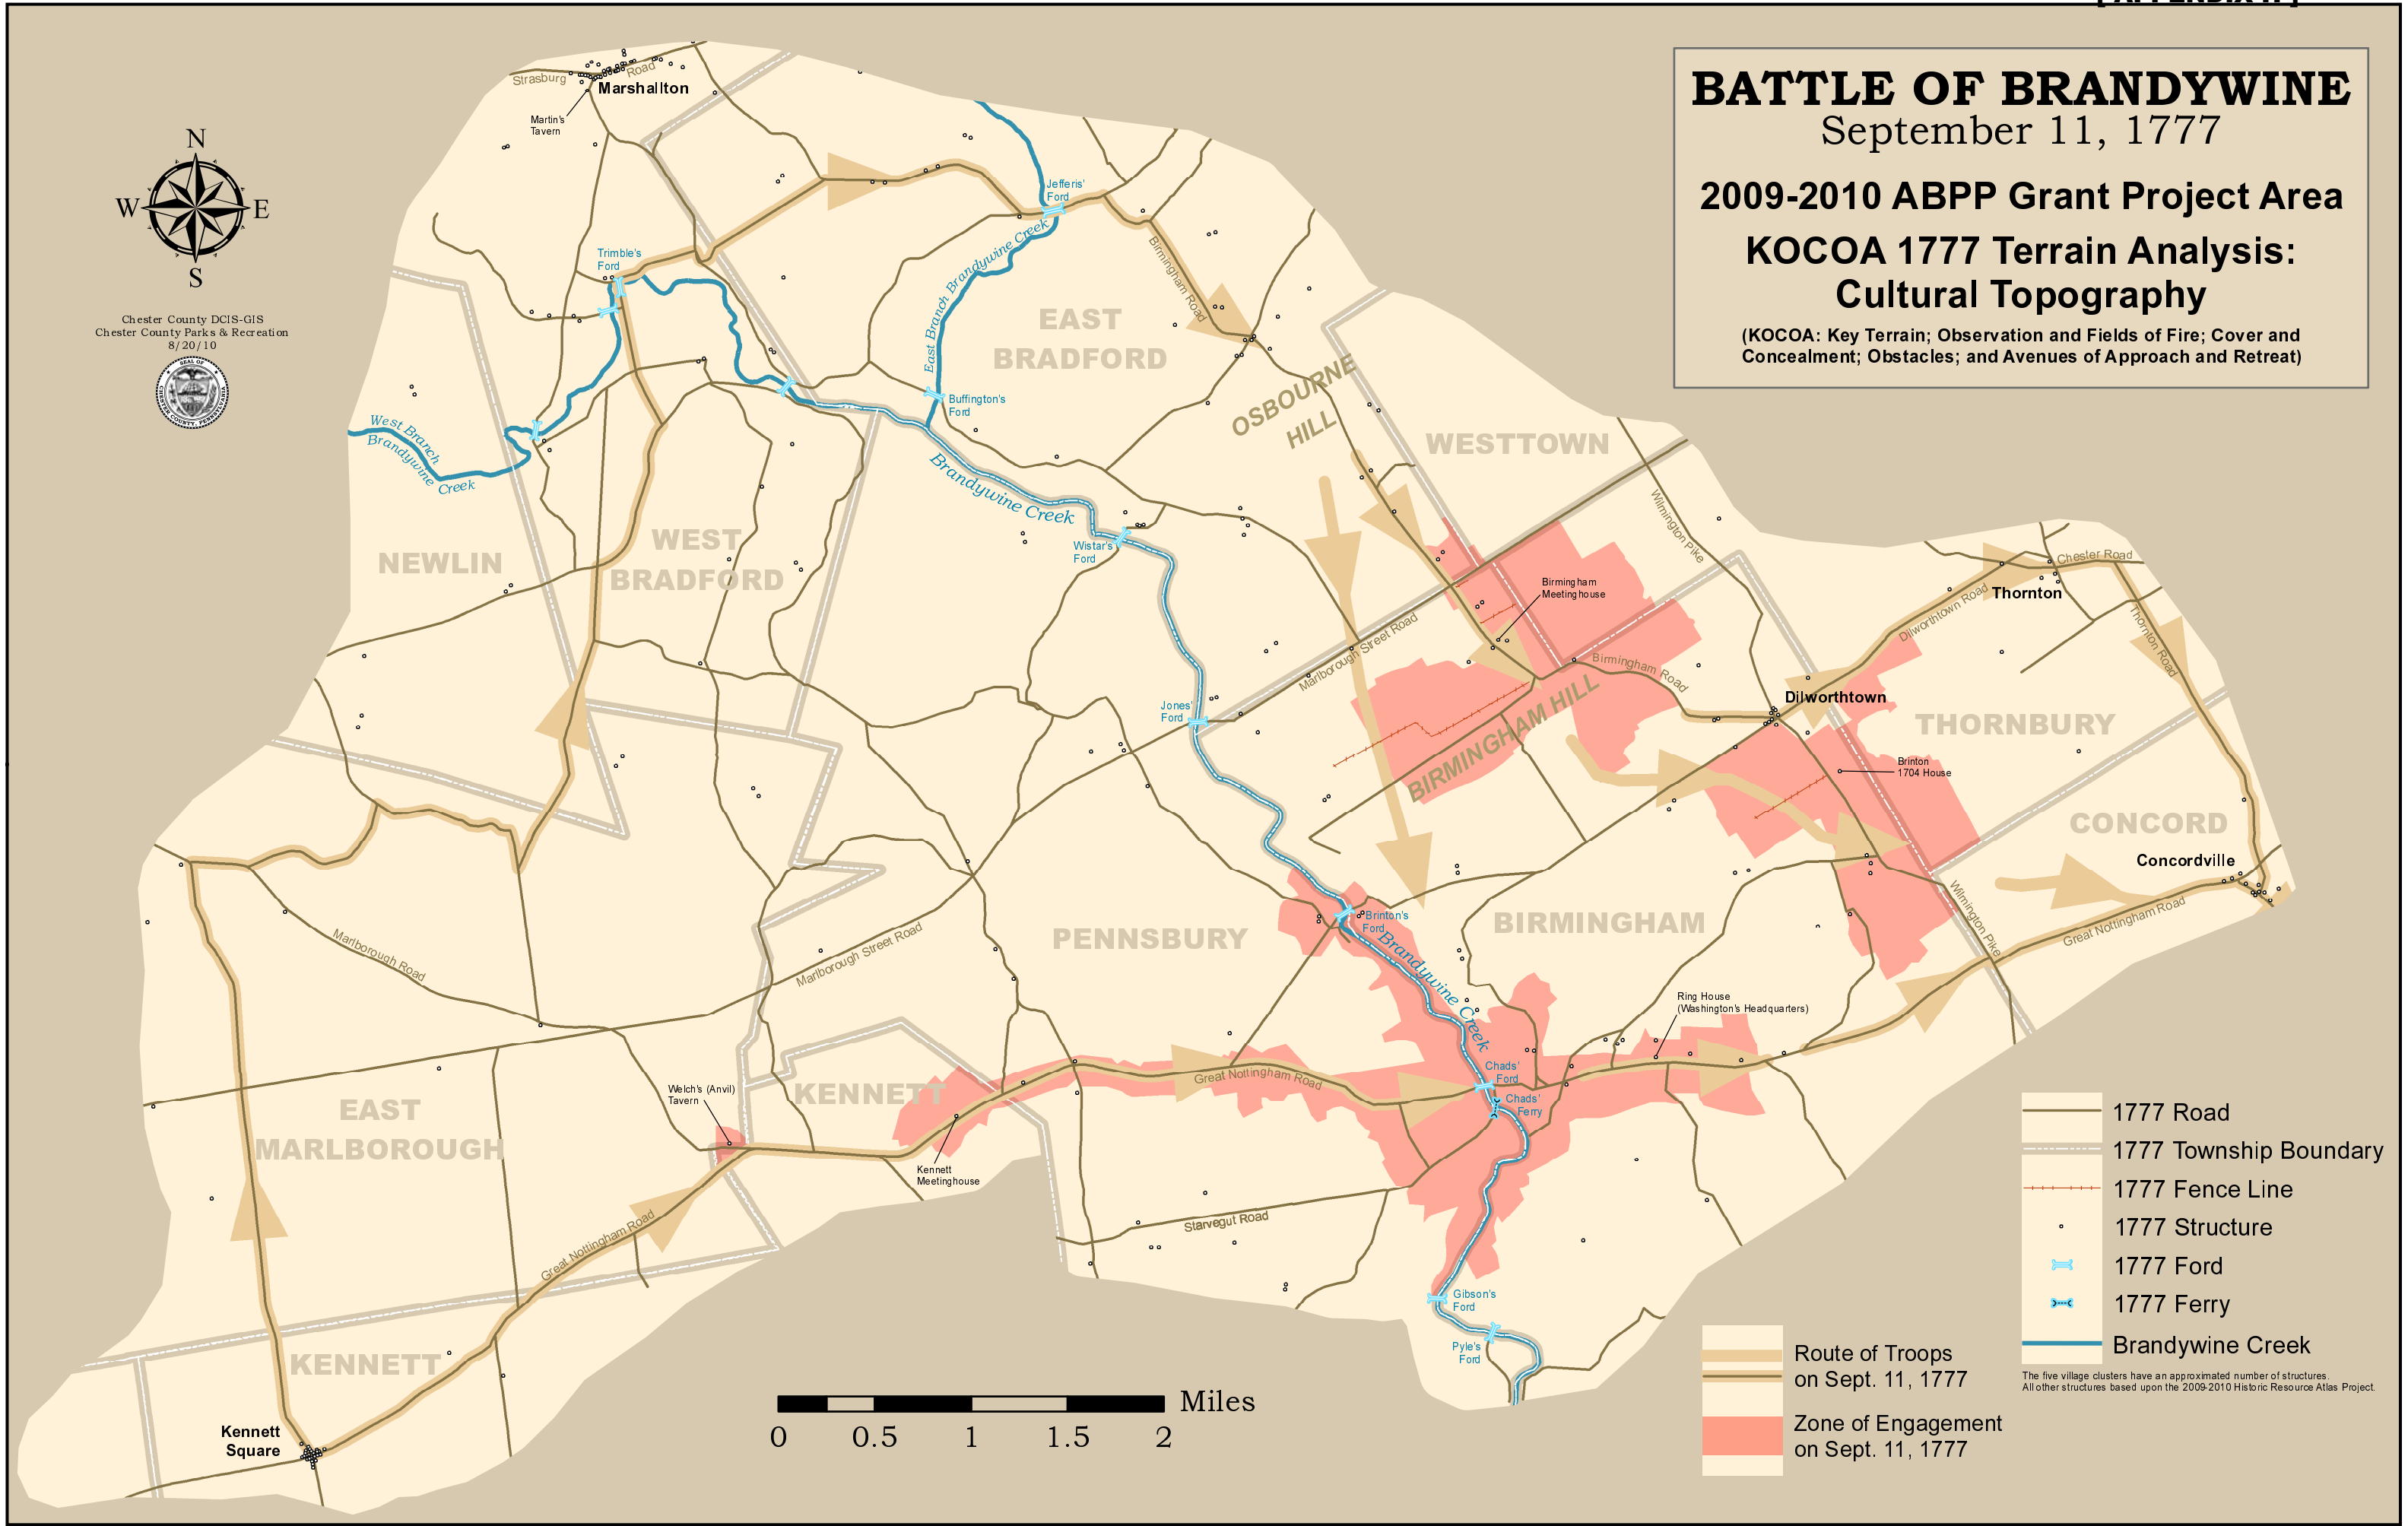 [ APPENDIX II ]
BATTLE OF BRANDYWINE
September 11, 1777
2009-2010 ABPP Grant Project Area
KOCOA 1777 Terrain Analysis:
Cultural Topography
(KOCOA: Key Terrain; Observation and Fields of Fire; Cover and
Concealment; Obstacles; and Avenues of Approach and Retreat)
N
W
E
S
Chester County DCIS-GIS
Chester County Parks & Recreation
8/20/10
Strasburg
Road
Marshallton
Martin's
Tavern
Jefferis'
Ford
Trimble's
Ford
East Branch Brandywine Creek
Birmingham Road
EAST
BRADFORD
OSBOURNE
HILL
Buffington's
Ford
West Branch
Brandywine
Creek
Brandywine Creek
WESTTOWN
Wilmington Pike
NEWLIN
WEST
BRADFORD
Wistar's
Ford
Birmingham
Meetinghouse
Chester Road
Thornton
Dilworthtown Road
Thornton Road
Marlborough Street Road
Birmingham Road
Dilworthtown
Jones'
Ford
BIRMINGHAM HILL
THORNBURY
Brinton
1704 House
CONCORD
Concordville
Marlborough Road
Marlborough Street Road
PENNSBURY
Brinton's
Ford
Brandywine Creek
BIRMINGHAM
Wilmington Pike
Great Nottingham Road
Ring House
(Washington's Headquarters)
Welch's (Anvil)
Tavern
KENNETT
Great Nottingham Road
Chads'
Ford
Chads'
Ferry
EAST
MARLBOROUGH
Kennett
Meetinghouse
Great Nottingham Road
Starvegut Road
Gibson's
Ford
Pyle's
Ford
KENNETT
Kennett
Square
Miles
0 0.5 1 1.5 2
1777 Road
1777 Township Boundary
1777 Fence Line
1777 Structure
1777 Ford
1777 Ferry
Brandywine Creek
The five village clusters have an approximated number of structures.
All other structures based upon the 2009-2010 Historic Resource Atlas Project.
Route of Troops
on Sept. 11, 1777
Zone of Engagement
on Sept. 11, 1777